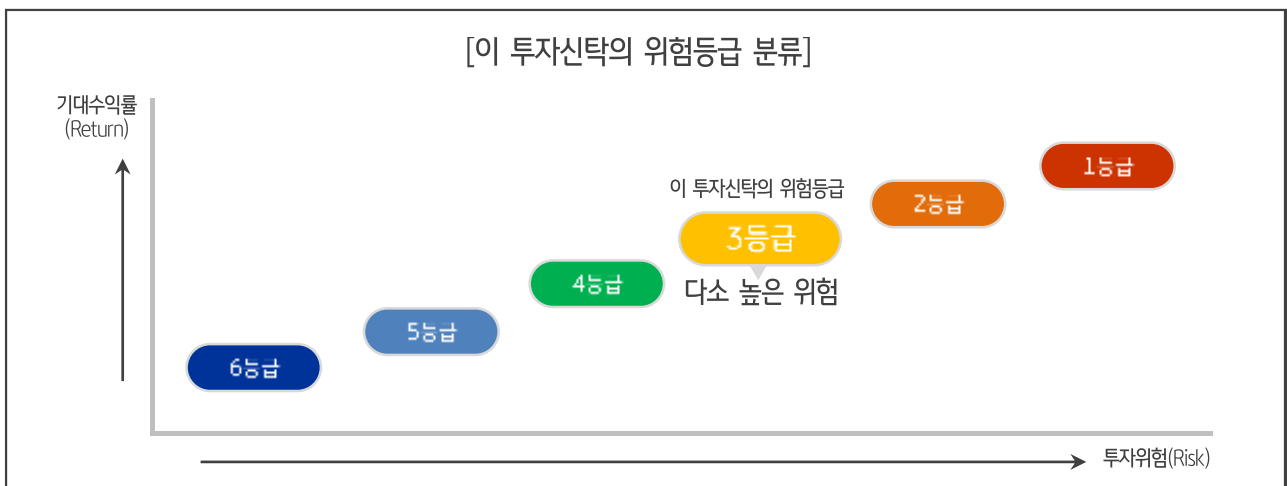 [이 투자신탁의 위험등급 분류]
기대수익률
(Return)
1등급
이 투자신탁의 위험등급
2등급
3등급
4등급
다소 높은 위험
5등급
6등급
투자위험(Risk)